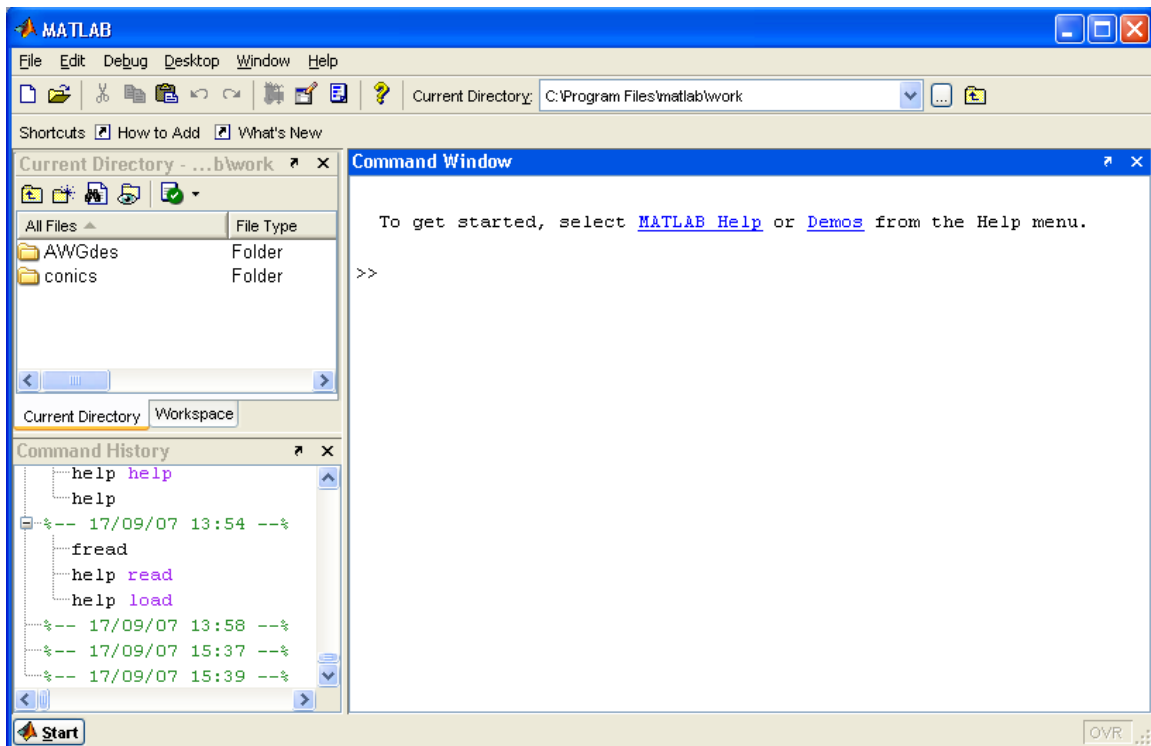 MATLAB
File Edit Debug Desktop Window Help
Current Directory: C:\Program Files\matlab\work ...
Shortcuts How to Add What's New
Current Directory - ...b\work
All Files File Type
AWGdes Folder
conics Folder
Current Directory Workspace
Command History
help help
help
%-- 17/09/07 13:54 --%
fread
help read
help load
%-- 17/09/07 13:58 --%
%-- 17/09/07 15:37 --%
%-- 17/09/07 15:39 --%
Command Window
To get started, select MATLAB Help or Demos from the Help menu.
>>
Start
OVR